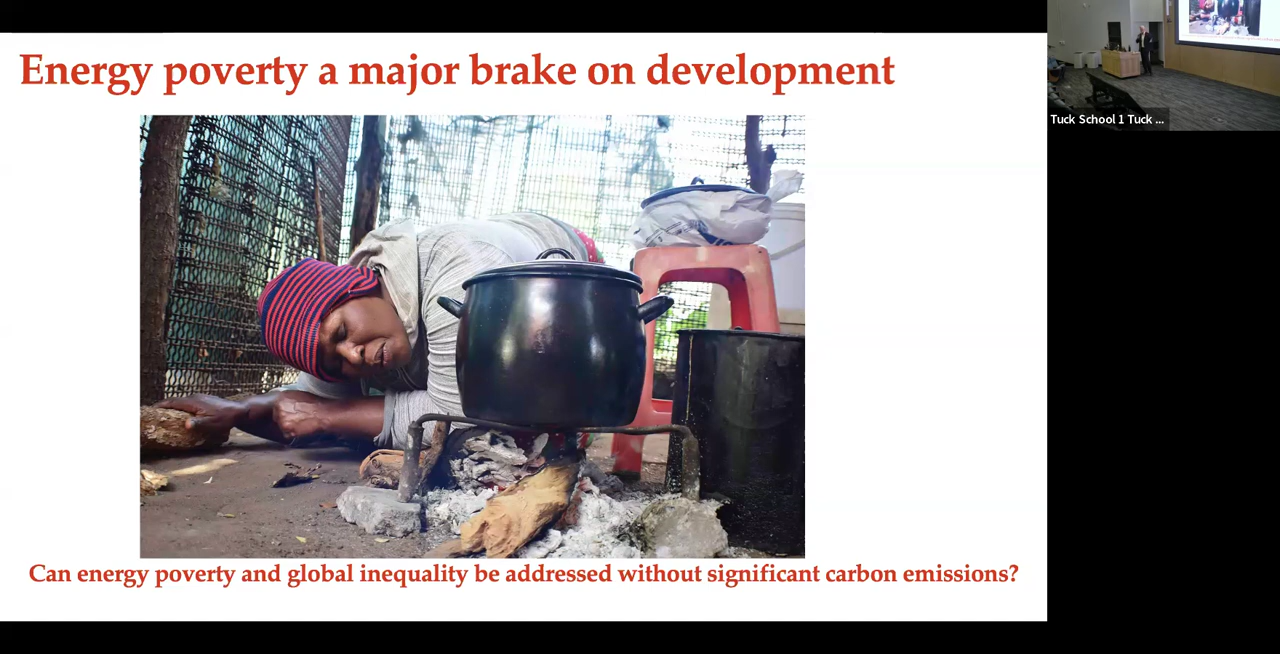 Energy poverty a major brake on development
Tuck School 1 Tuck ...
Can energy poverty and global inequality be addressed without significant carbon emissions?